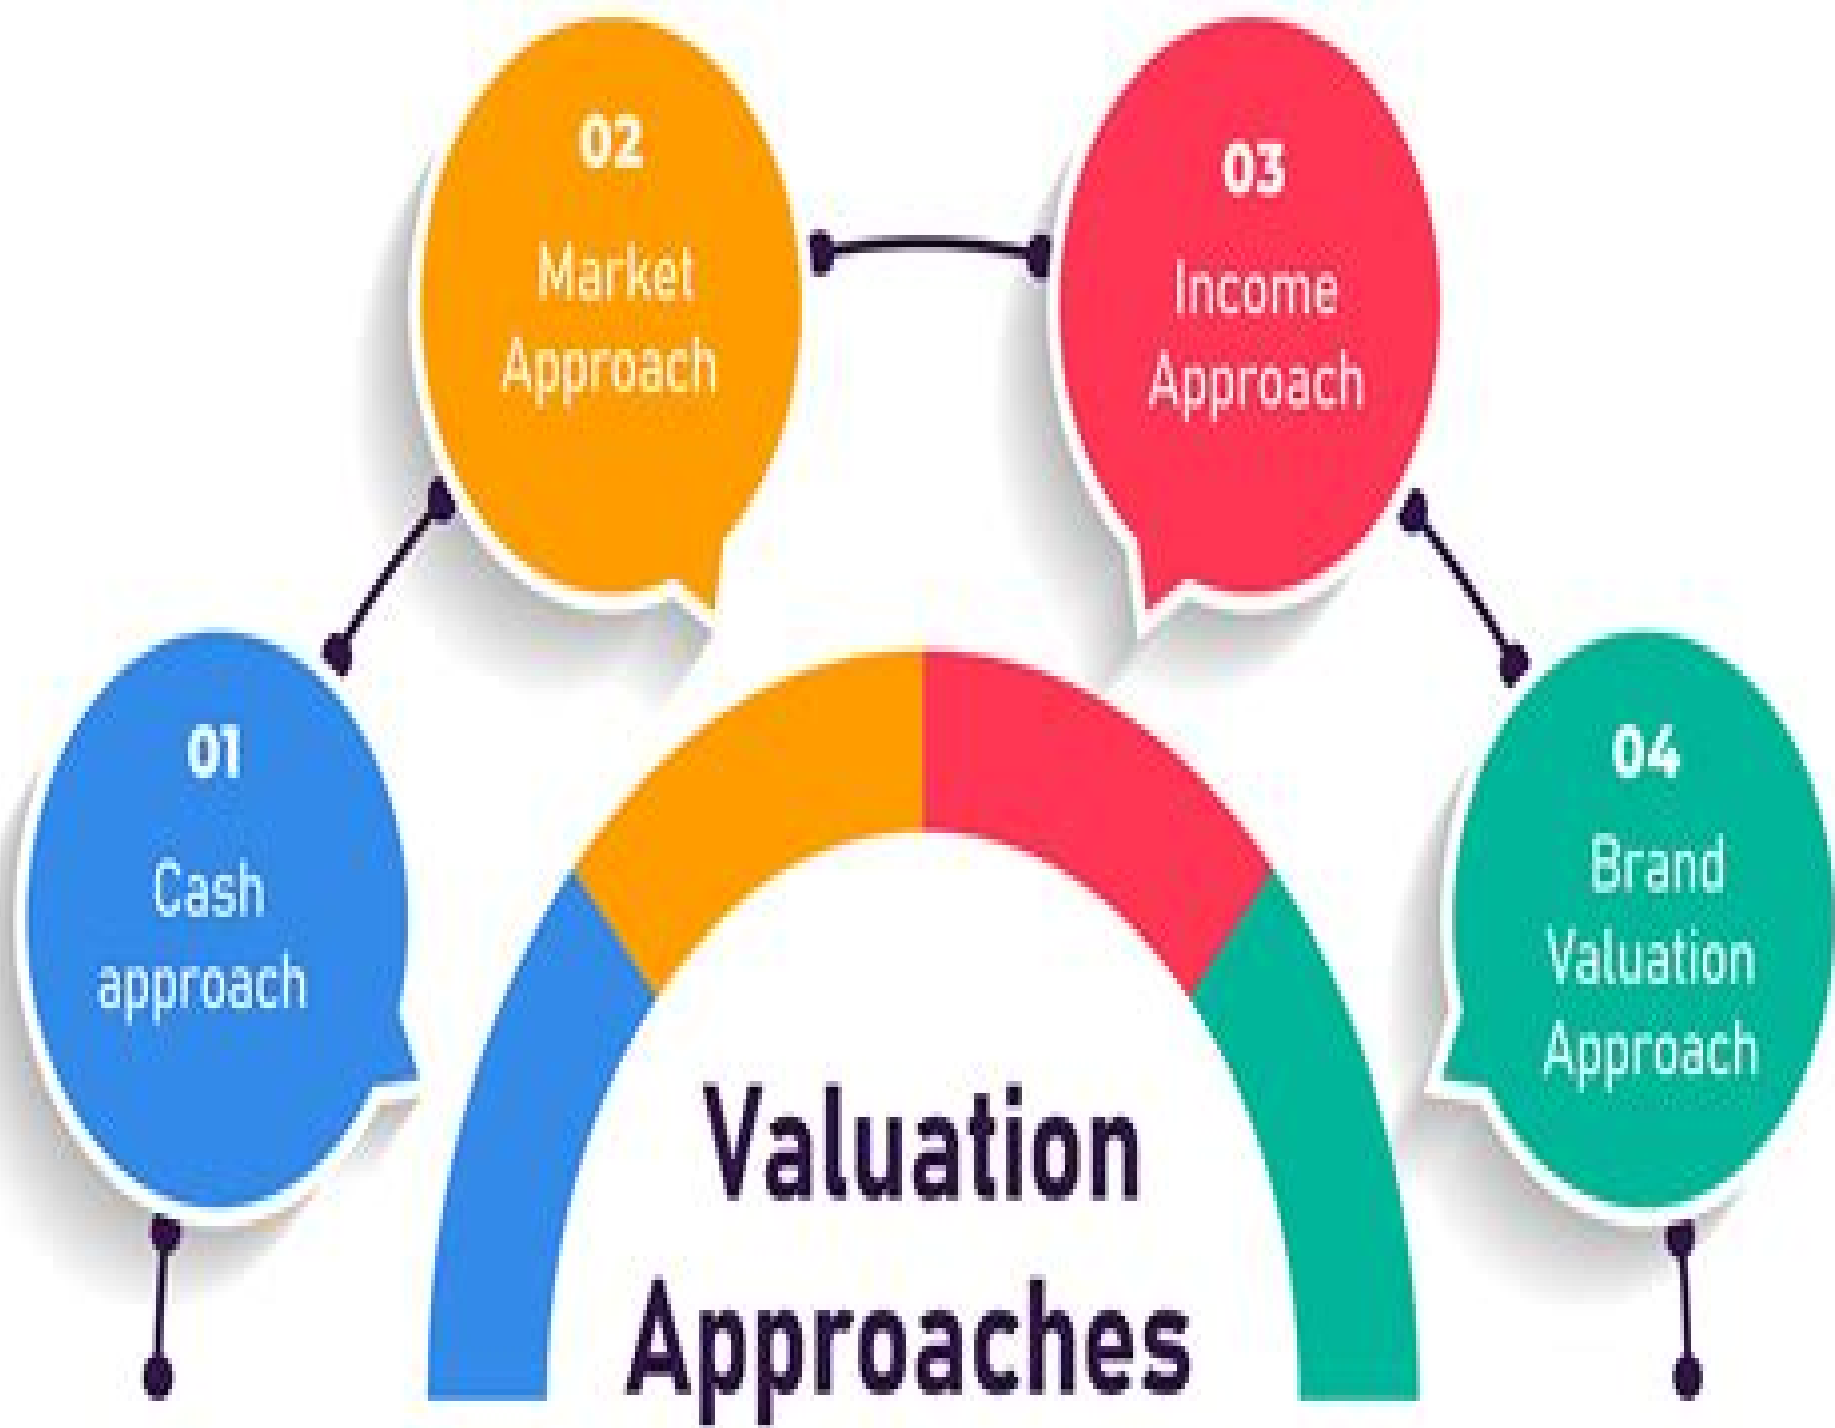 01
Cash
approach
02
Market
Approach
03
Income
Approach
04
Brand
Valuation
Approach
Valuation
Approaches